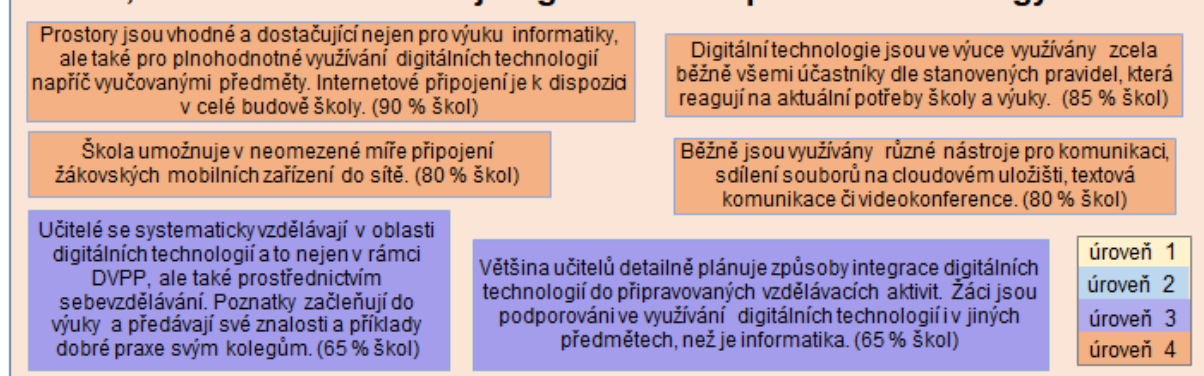 Prostory jsou vhodné a dostačující nejen pro výuku informatiky,
ale také pro plnohodnotné využívání digitálních technologií
napříč vyučovanými předměty. Internetové připojení je k dispozici
v celé budově školy. (90 % škol)
Digitální technologie jsou ve výuce využívány zcela
běžně všemi účastníky dle stanovených pravidel, která
reagují na aktuální potřeby školy a výuky. (85 % škol)
Škola umožnuje v neomezené míře připojení
žákovských mobilních zařízení do sítě. (80 % škol)
Běžně jsou využívány různé nástroje pro komunikaci,
sdílení souborů na cloudovém uložišti, textová
komunikace či videokonference. (80 % škol)
Učitelé se systematicky vzdělávají v oblasti
digitálních technologií a to nejen v rámci
DVPP, ale také prostřednictvím
sebevzdělávání. Poznatky začleňují do
výuky a předávají své znalosti a příklady
dobré praxe svým kolegům. (65 % škol)
Většina učitelů detailně plánuje způsoby integrace digitálních
technologií do připravovaných vzdělávacích aktivit. Žáci jsou
podporováni ve využívání digitálních technologií i v jiných
předmětech, než je informatika. (65 % škol)
úroveň 1
úroveň 2
úroveň 3
úroveň 4